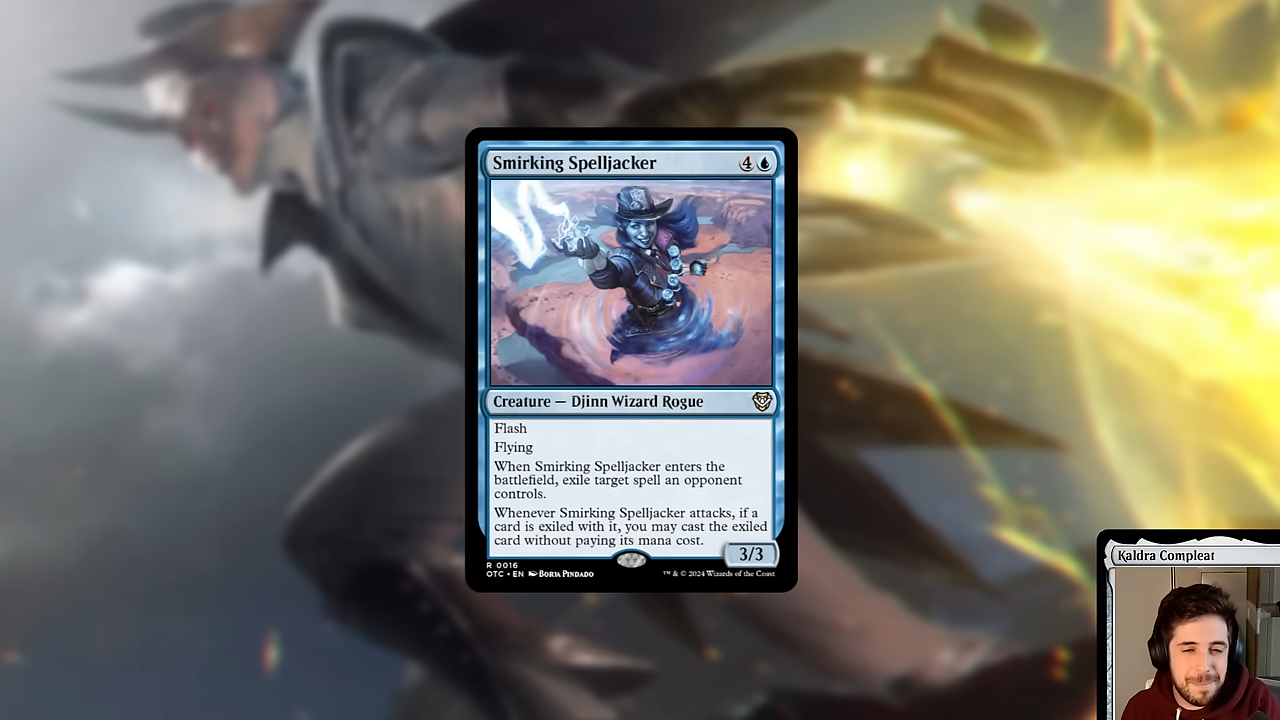 Smirking Spelljacker 4
Creature — Djinn Wizard Rogue
Flash
Flying
When Smirking Spelljacker enters the
battlefield, exile target spell an opponent
controls.
Whenever Smirking Spelljacker attacks, if a
card is exiled with it, you may cast the exiled
card without paying its mana cost.
3/3
R 0016
OTC • EN Borja Pindado
™ & © 2024 Wizards of the Coast
Kaldra Compleat